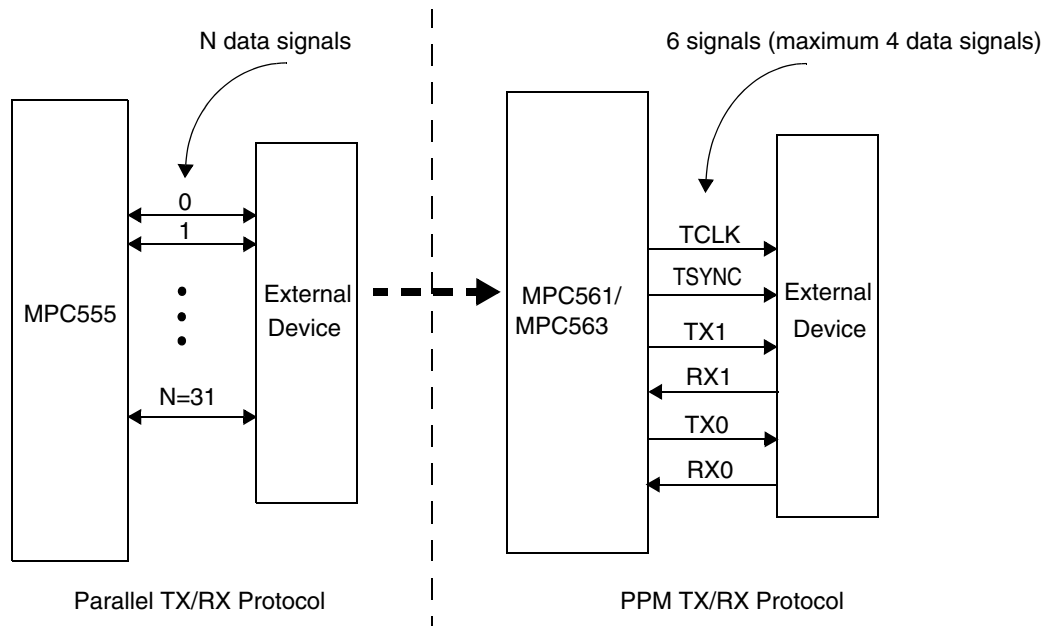 N data signals
MPC555
0
1
N=31
External
Device
Parallel TX/RX Protocol
6 signals (maximum 4 data signals)
MPC561/
MPC563
TCLK
TSYNC
TX1
RX1
TX0
RX0
External
Device
PPM TX/RX Protocol